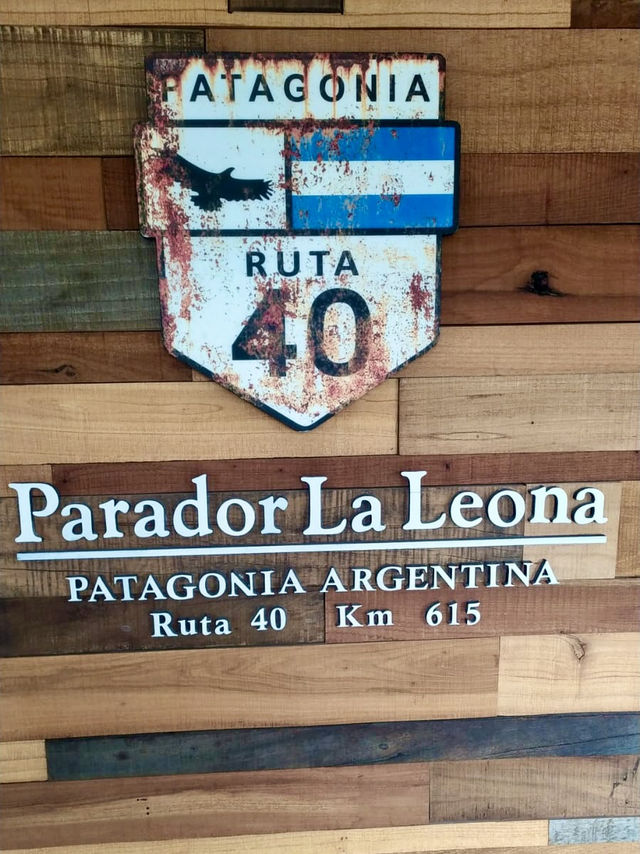 PATAGONIA
RUTA
40
Parador La Leona
PATAGONIA ARGENTINA
Ruta 40 Km 615